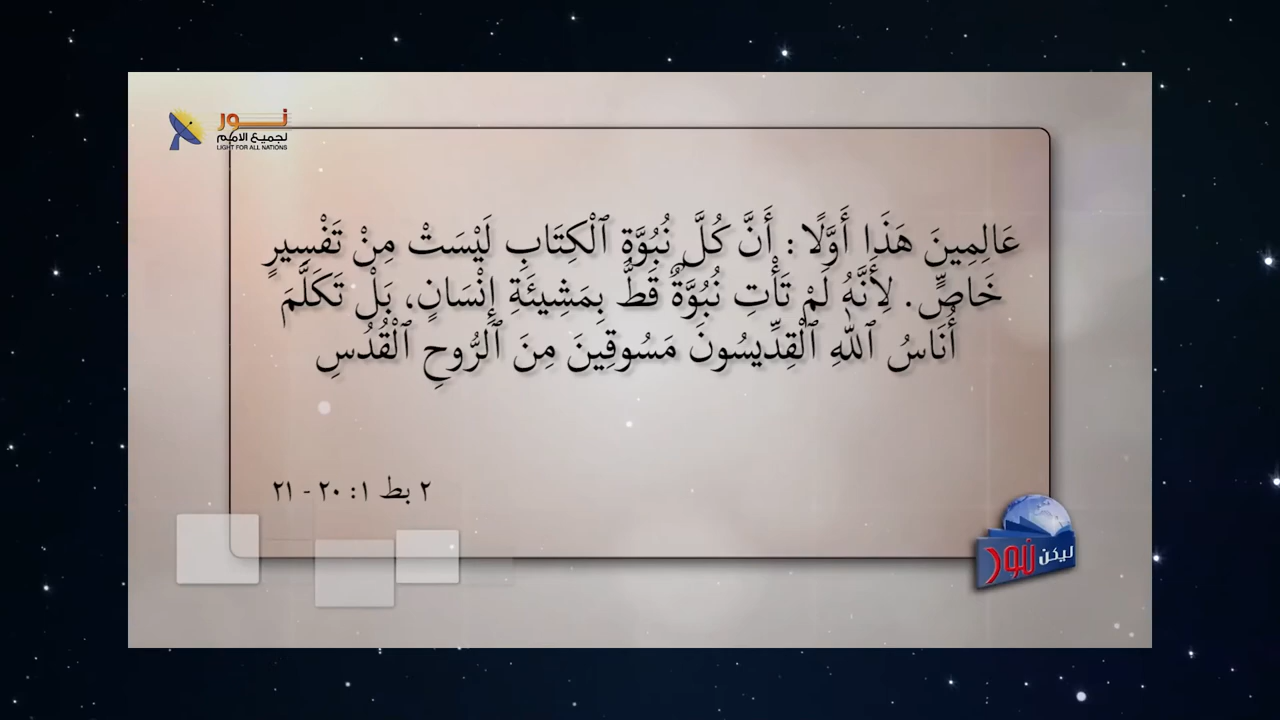 نور
لجميع الامم
LIGHT FOR ALL NATIONS
عَالِمِينَ هَذَا أَوَّلًا: أَنَّ كُلَّ نُبُوَّةِ ٱلْكِتَابِ لَيْسَتْ مِنْ تَفْسِيرٍ
خَاصٍّ. لِأَنَّهُ لَمْ تَأْتِ نُبُوَّةٌ قَطُّ بِمَشِيئَةِ إِنْسَانٍ، بَلْ تَكَلَّمَ
أُنَاسُ ٱللهِ ٱلْقِدِّيسُونَ مَسُوقِينَ مِنَ ٱلرُّوحِ ٱلْقُدُسِ
٢ بط ١: ٢٠ - ٢١
ليكن نور